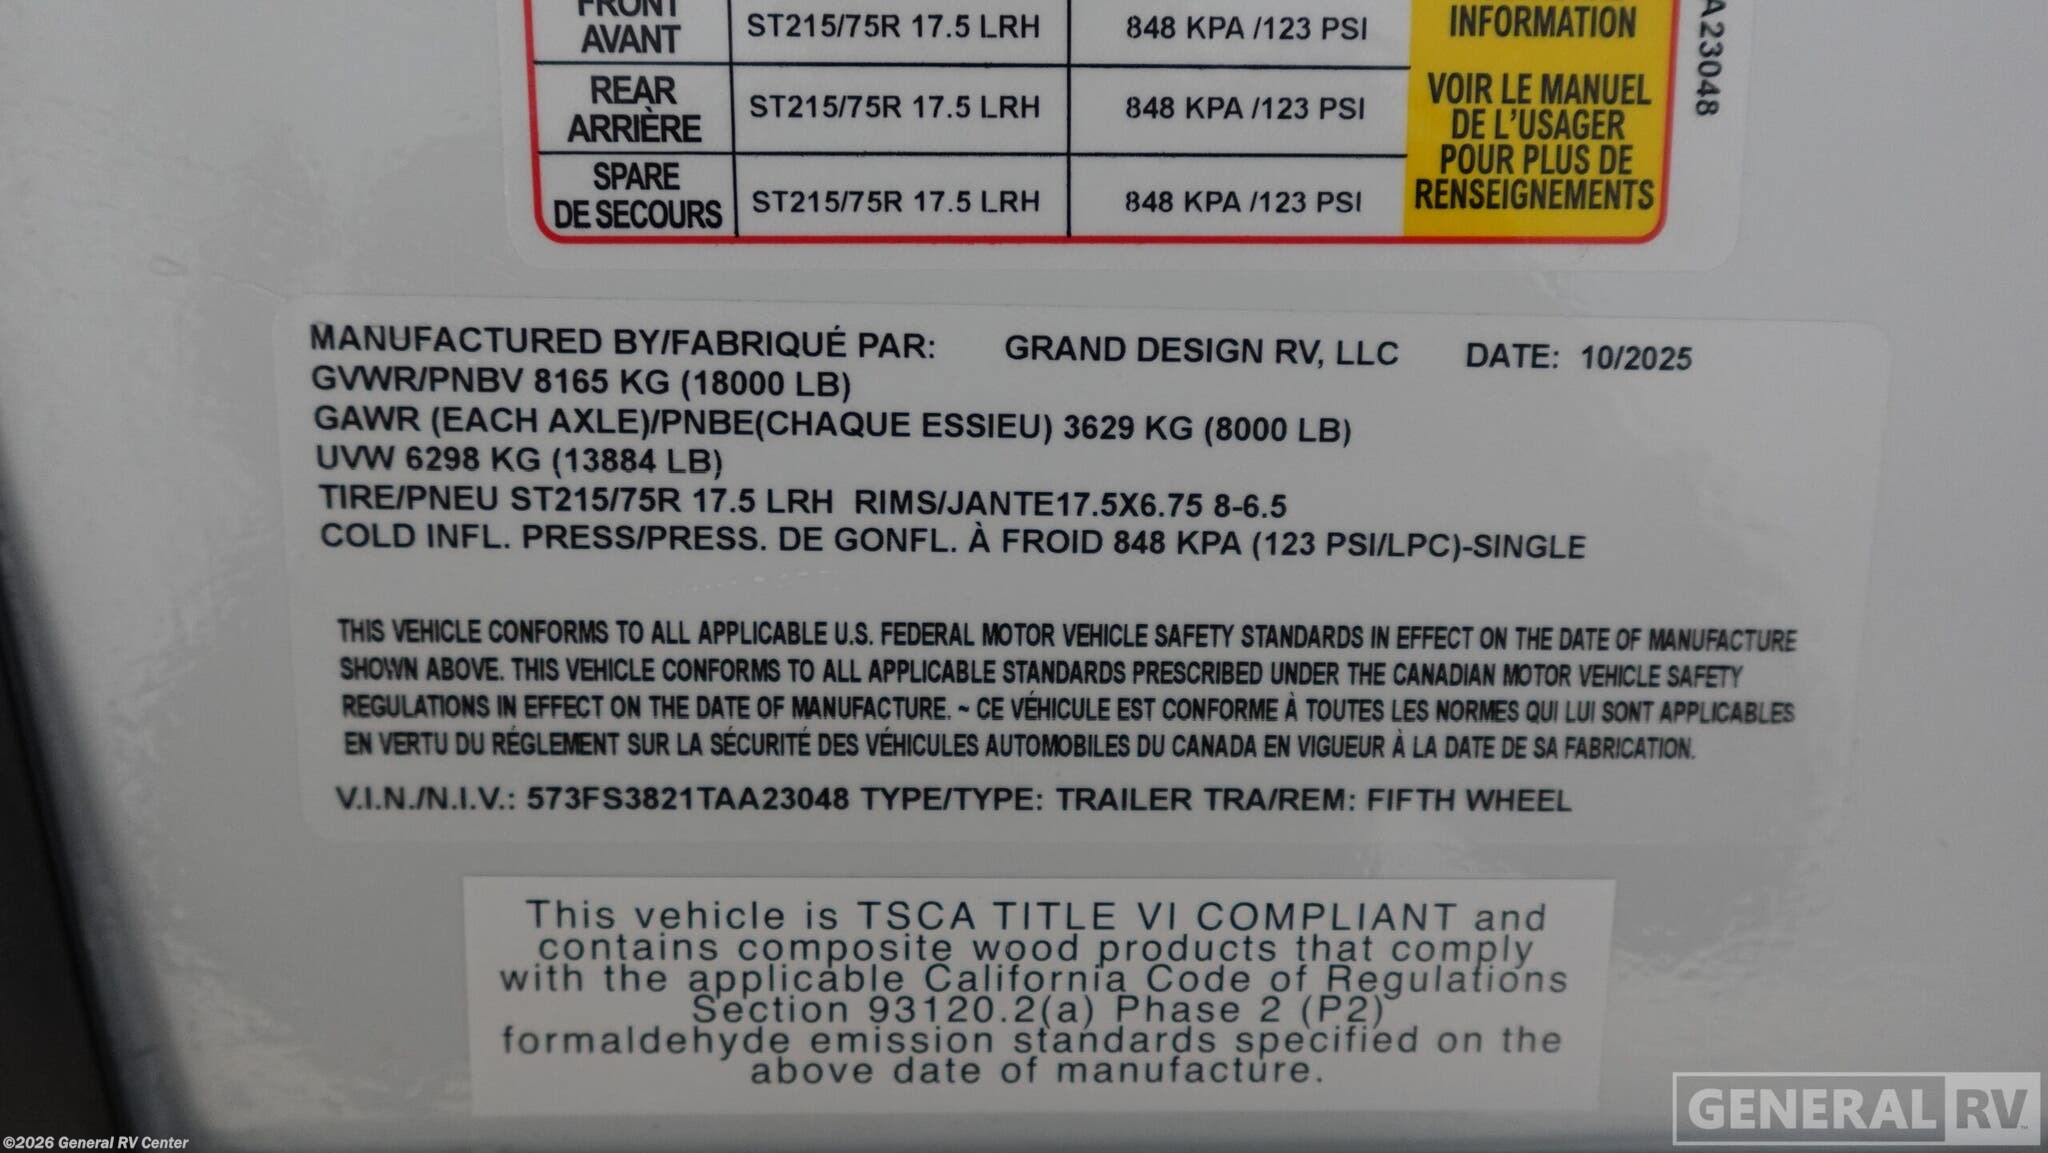 FRONT
AVANT
ST215/75R 17.5 LRH
848 KPA /123 PSI
INFORMATION
REAR
ARRIÈRE
ST215/75R 17.5 LRH
848 KPA /123 PSI
VOIR LE MANUEL
DE L'USAGER
POUR PLUS DE
RENSEIGNEMENTS
SPARE
DE SECOURS
ST215/75R 17.5 LRH
848 KPA /123 PSI
A23048
MANUFACTURED BY/FABRIQUÉ PAR: GRAND DESIGN RV, LLC DATE: 10/2025
GVWR/PNBV 8165 KG (18000 LB)
GAWR (EACH AXLE)/PNBE(CHAQUE ESSIEU) 3629 KG (8000 LB)
UVW 6298 KG (13884 LB)
TIRE/PNEU ST215/75R 17.5 LRH RIMS/JANTE17.5X6.75 8-6.5
COLD INFL. PRESS/PRESS. DE GONFL. À FROID 848 KPA (123 PSI/LPC)-SINGLE
THIS VEHICLE CONFORMS TO ALL APPLICABLE U.S. FEDERAL MOTOR VEHICLE SAFETY STANDARDS IN EFFECT ON THE DATE OF MANUFACTURE
SHOWN ABOVE. THIS VEHICLE CONFORMS TO ALL APPLICABLE STANDARDS PRESCRIBED UNDER THE CANADIAN MOTOR VEHICLE SAFETY
REGULATIONS IN EFFECT ON THE DATE OF MANUFACTURE. ~ CE VÉHICULE EST CONFORME À TOUTES LES NORMES QUI LUI SONT APPLICABLES
EN VERTU DU RÉGLEMENT SUR LA SÉCURITÉ DES VÉHICULES AUTOMOBILES DU CANADA EN VIGUEUR À LA DATE DE SA FABRICATION.
V.I.N./N.I.V.: 573FS3821TAA23048 TYPE/TYPE: TRAILER TRA/REM: FIFTH WHEEL
This vehicle is TSCA TITLE VI COMPLIANT and
contains composite wood products that comply
with the applicable California Code of Regulations
Section 93120.2(a) Phase 2 (P2)
formaldehyde emission standards specified on the
above date of manufacture.
GENERAL RV
©2026 General RV Center